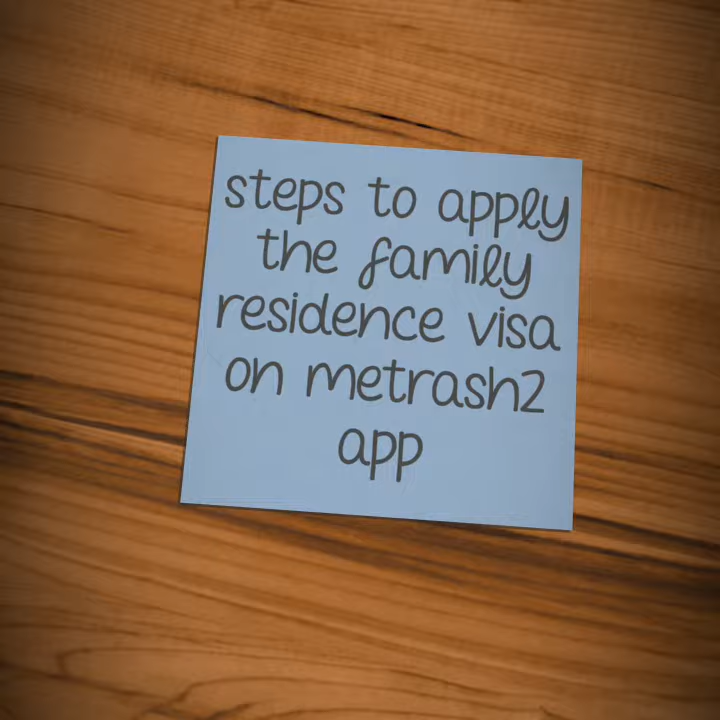 steps to apply
the family
residence visa
on metrash2
app